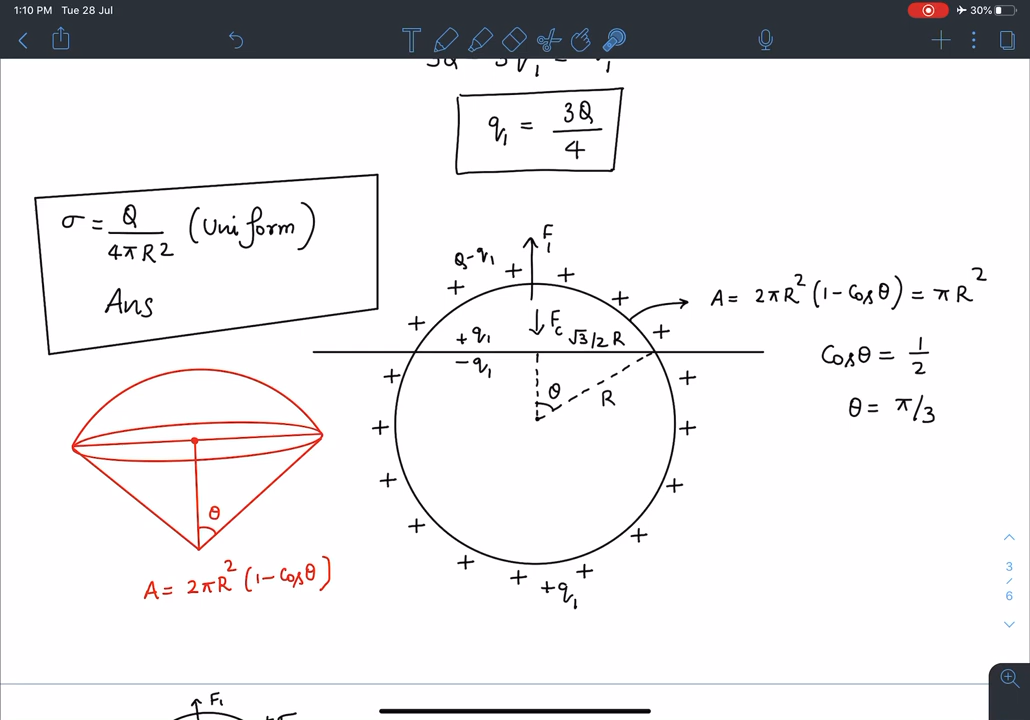 1:10 PM Tue 28 Jul
30%
T
q₁ = 3Q/4
σ = Q/4πR² (Uniform)
Ans
F₁
Q-q₁
+ + + + + +
Fc
+q₁
√3/2 R
-q₁
A = 2πR² (1-Cosθ) = πR²
Cosθ = 1/2
θ = π/3
θ
R
+ + + + + + + + + + + +
+q₁
θ
A = 2πR² (1-Cosθ)
3
/
6
F₁